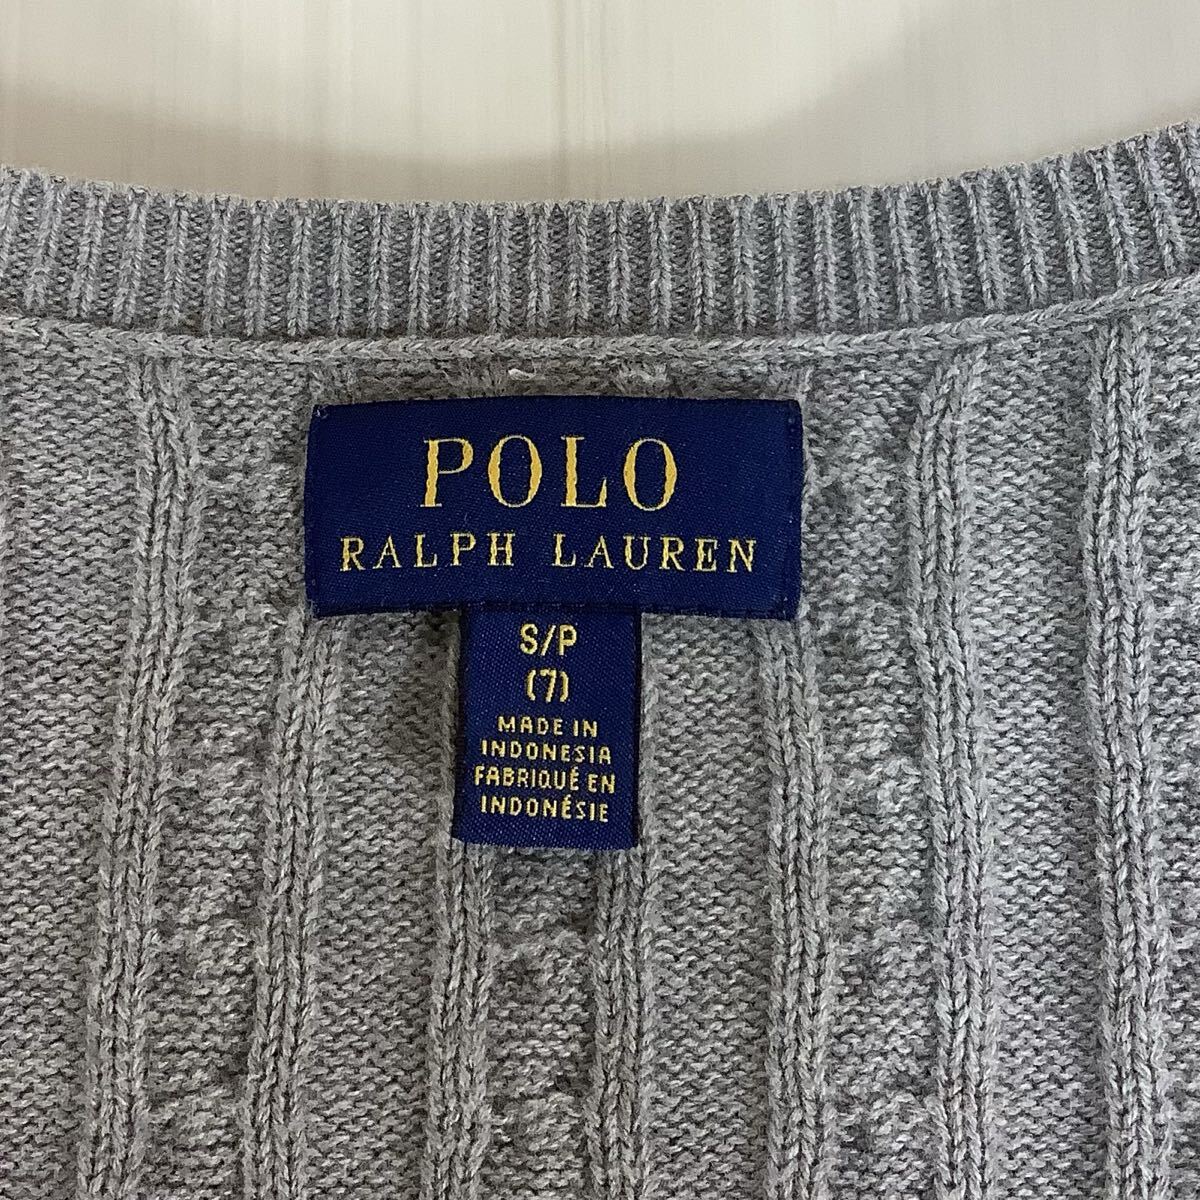 POLO
RALPH LAUREN
S/P
(7)
MADE IN
INDONESIA
FABRIQUÉ EN
INDONÉSIE